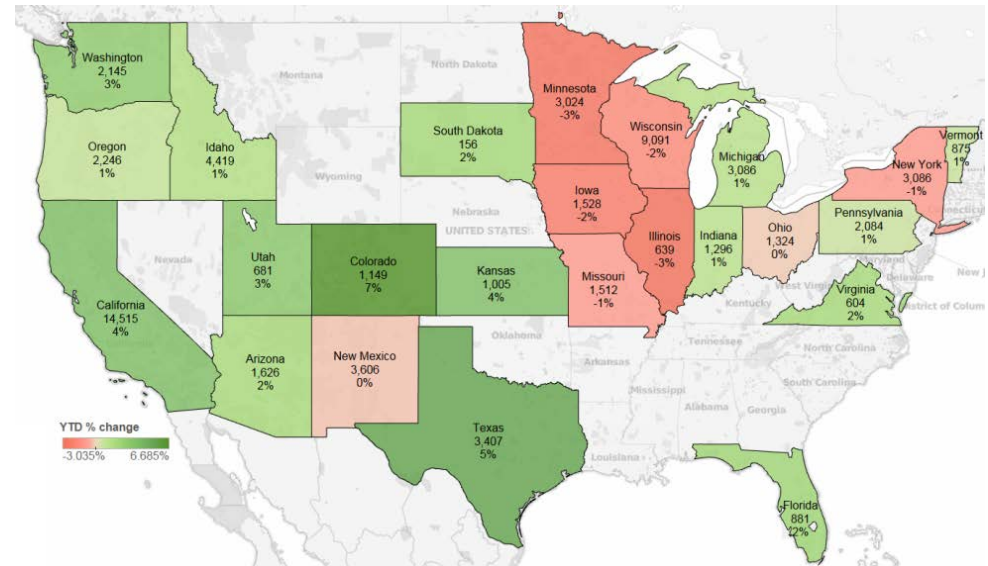 Washington
2,145
3%
Montana
North Dakota
Minnesota
3,024
-3%
Oregon
2,246
1%
Idaho
4,419
1%
South Dakota
156
2%
Wisconsin
9,091
-2%
Michigan
3,086
1%
Vermont
875
1%
New York
3,086
-1%
Wyoming
Iowa
1,528
-2%
Nebraska
UNITED STATES
Pennsylvania
2,084
1%
Nevada
Utah
681
3%
Colorado
1,149
7%
Kansas
1,005
4%
Missouri
1,512
-1%
Illinois
639
-3%
Indiana
1,296
1%
Ohio
1,324
0%
Maryland
Delaware
New J
West Virg
District of Colum
Kentucky
Virginia
604
2%
California
14,515
4%
Arizona
1,626
2%
New Mexico
3,606
0%
Oklahoma
Arkansas
Tennessee
North Carolina
South Carolina
Mississippi
Alabama
Georgia
Texas
3,407
5%
Louisiana
Florida
881
2%
YTD % change
-3.035%
6.685%